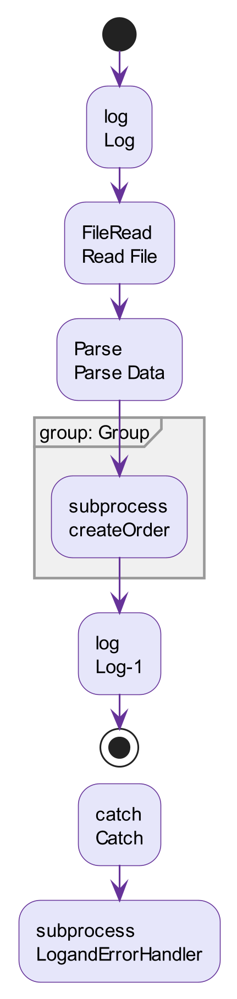 log
Log
FileRead
Read File
Parse
Parse Data
group: Group
subprocess
createOrder
log
Log-1
catch
Catch
subprocess
LogandErrorHandler